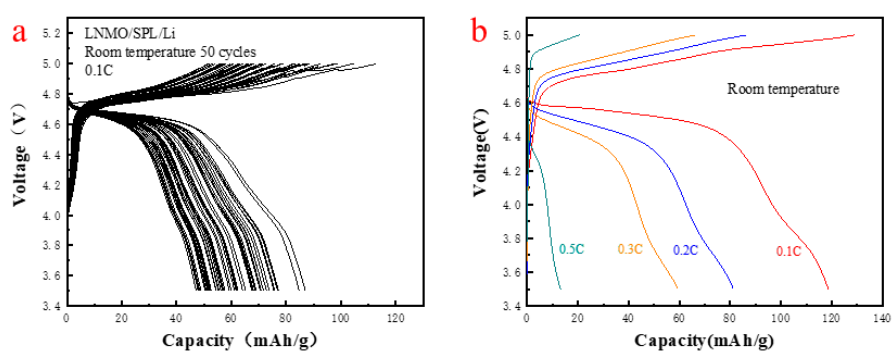 a
LNMO/SPL/Li
Room temperature 50 cycles
0.1C
5.2
5.0
4.8
4.6
4.4
4.2
4.0
3.8
3.6
3.4
Voltage（V）
0
20
40
60
80
100
120
Capacity（mAh/g）
b
Room temperature
0.5C
0.3C
0.2C
0.1C
5.0
4.8
4.6
4.4
4.2
4.0
3.8
3.6
3.4
Voltage(V)
0
20
40
60
80
100
120
140
Capacity(mAh/g)